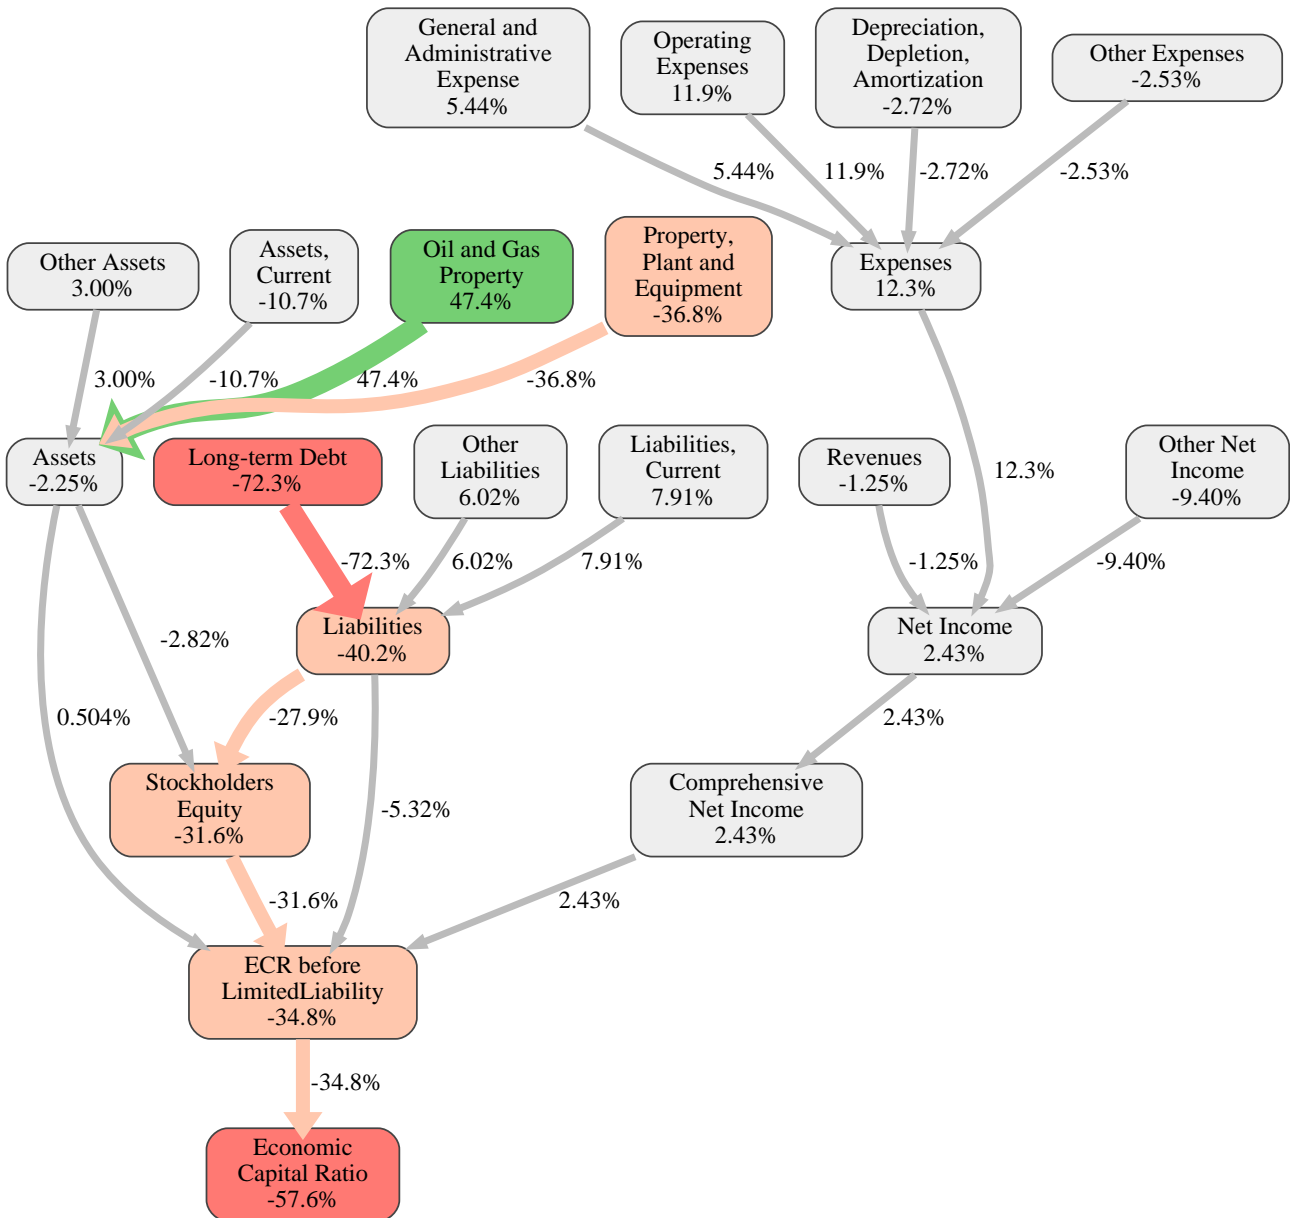 General and
Administrative
Expense
5.44%
Operating
Expenses
11.9%
Depreciation,
Depletion,
Amortization
-2.72%
Other Expenses
-2.53%
5.44%
11.9%
-2.72%
-2.53%
Other Assets
3.00%
Assets,
Current
-10.7%
Oil and Gas
Property
47.4%
Property,
Plant and
Equipment
-36.8%
Expenses
12.3%
3.00%
-10.7%
47.4%
-36.8%
12.3%
Assets
-2.25%
Long-term Debt
-72.3%
Other
Liabilities
6.02%
Liabilities,
Current
7.91%
Revenues
-1.25%
Other Net
Income
-9.40%
-72.3%
6.02%
7.91%
-1.25%
-9.40%
Liabilities
-40.2%
Net Income
2.43%
-2.82%
0.504%
-27.9%
2.43%
Stockholders
Equity
-31.6%
-5.32%
Comprehensive
Net Income
2.43%
-31.6%
2.43%
ECR before
LimitedLiability
-34.8%
-34.8%
Economic
Capital Ratio
-57.6%